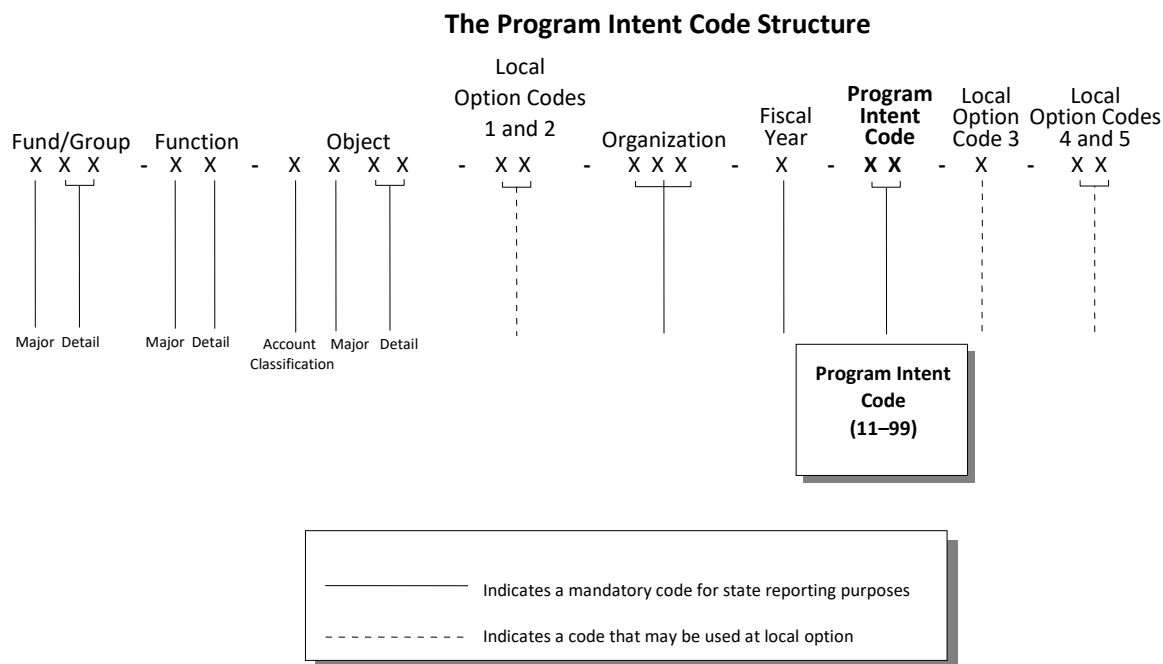 The Program Intent Code Structure
Local
Option Codes
1 and 2
Fund/Group
Function
Object
Organization
Fiscal
Year
Program
Intent
Code
Local
Option
Code 3
Local
Option Codes
4 and 5
X X X - X X - X X X X - X X - X X X - X - X X - X - X X
Major Detail
Major Detail
Account
Classification
Major Detail
Program Intent
Code
(11–99)
Indicates a mandatory code for state reporting purposes
Indicates a code that may be used at local option